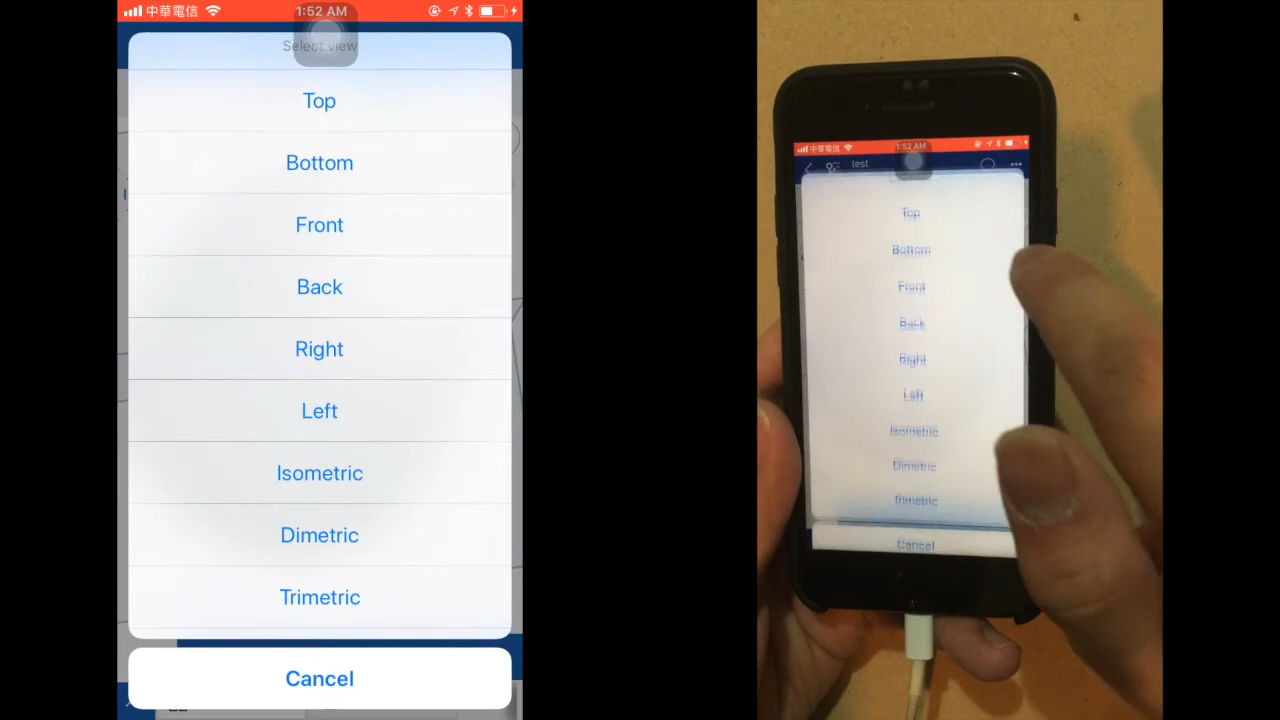 中華電信
1:52 AM
Select view
Top
Bottom
Front
Back
Right
Left
Isometric
Dimetric
Trimetric
Cancel
中華電信
1:52 AM
test
Top
Bottom
Front
Back
Right
Left
Isometric
Dimetric
Trimetric
Cancel